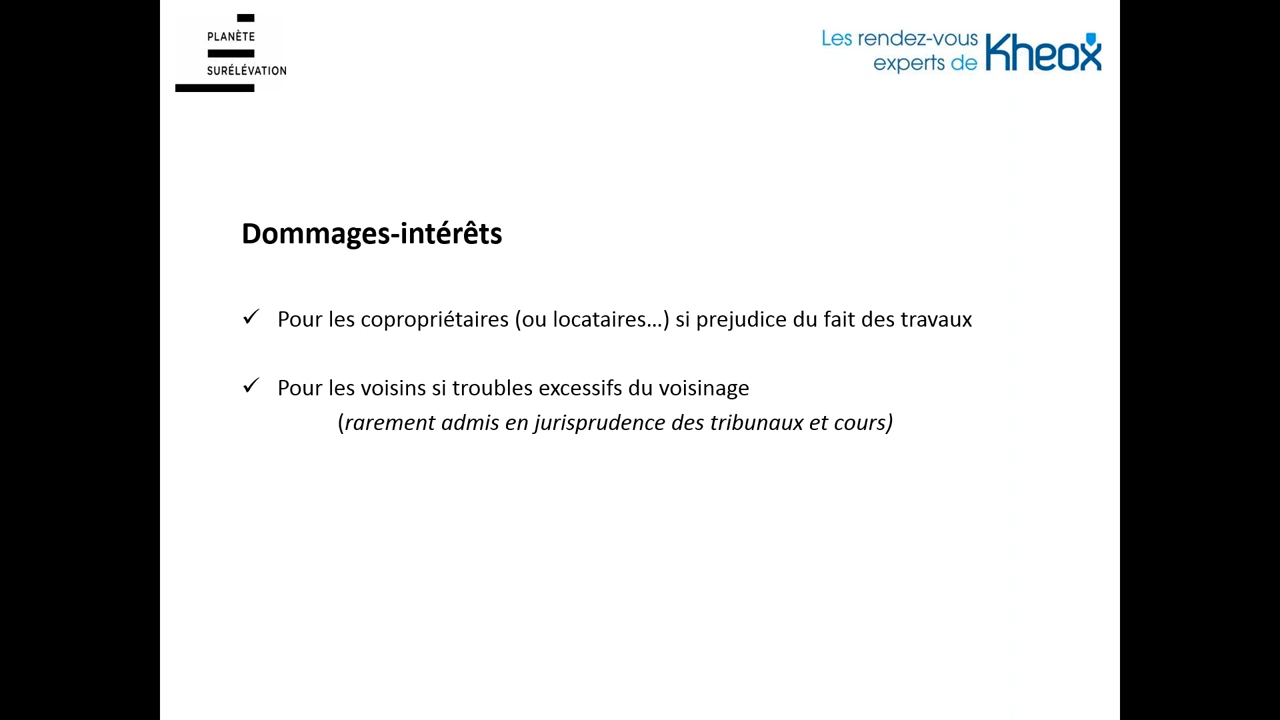 PLANÈTE
SURÉLÉVATION
Les rendez-vous
experts de Kheox
Dommages-intérêts
✓ Pour les copropriétaires (ou locataires...) si prejudice du fait des travaux
✓ Pour les voisins si troubles excessifs du voisinage
(rarement admis en jurisprudence des tribunaux et cours)